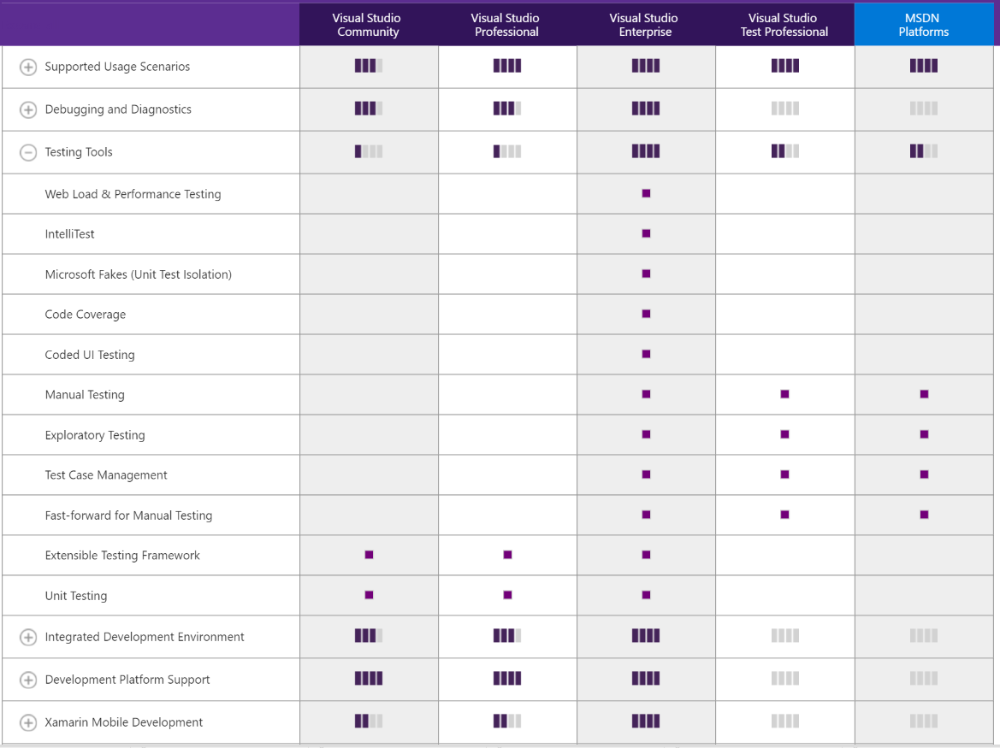 Visual Studio
Community
Visual Studio
Professional
Visual Studio
Enterprise
Visual Studio
Test Professional
MSDN
Platforms
Supported Usage Scenarios
Debugging and Diagnostics
Testing Tools
Web Load & Performance Testing
IntelliTest
Microsoft Fakes (Unit Test Isolation)
Code Coverage
Coded UI Testing
Manual Testing
Exploratory Testing
Test Case Management
Fast-forward for Manual Testing
Extensible Testing Framework
Unit Testing
Integrated Development Environment
Development Platform Support
Xamarin Mobile Development